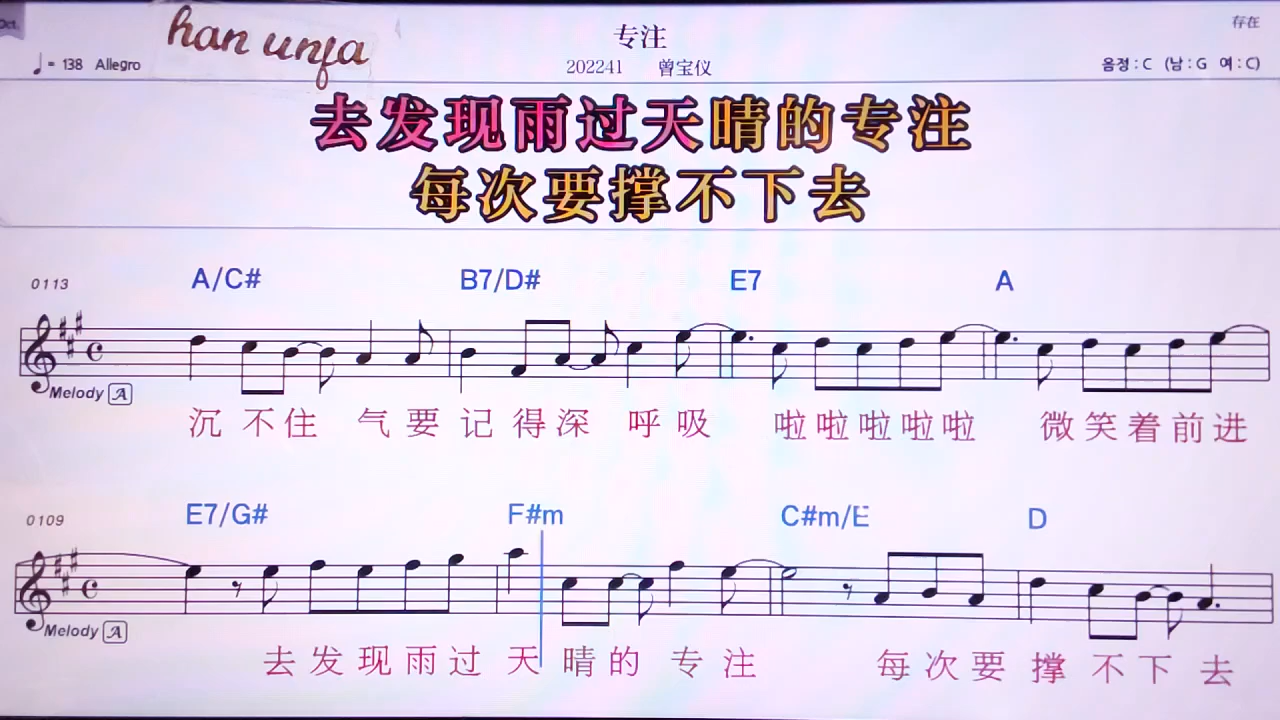 Oct.
han unfa
专注
存在
♩= 138 Allegro
202241 曾宝仪
음정 : C (남 : G 여 : C)
去发现雨过天晴的专注
每次要撑不下去
0113 A/C# B7/D# E7 A
Melody A
沉不住气要记得深呼吸 啦啦啦啦啦 微笑着前进
0109 E7/G# F#m C#m/E D
Melody A
去发现雨过天晴的专注 每次要撑不下去